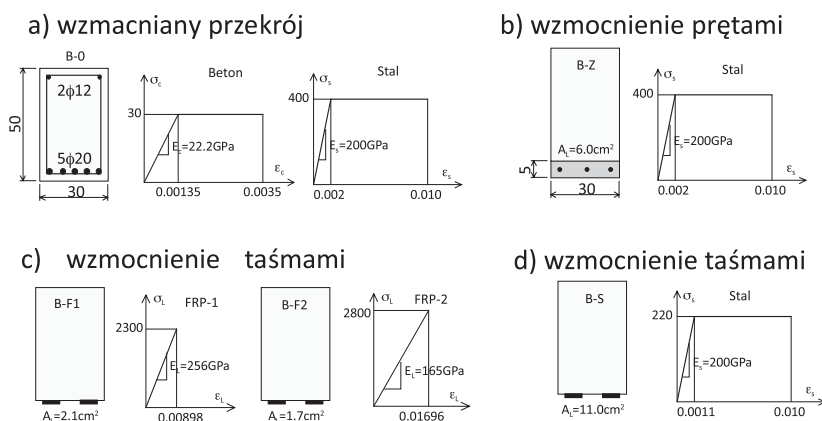 a) wzmacniany przekrój
B-0
2ϕ12
5ϕ20
50
30
Beton
σc
30
Ec=22.2GPa
0.00135
0.0035
εc
Stal
σs
400
Es=200GPa
0.002
0.010
εs
b) wzmocnienie prętami
B-Z
AL=6.0cm²
5
30
Stal
σs
400
Es=200GPa
0.002
0.010
εs
c) wzmocnienie taśmami
B-F1
AL=2.1cm²
σL
FRP-1
2300
EL=256GPa
0.00898
εL
B-F2
AL=1.7cm²
σL
FRP-2
2800
EL=165GPa
0.01696
εL
d) wzmocnienie taśmami
B-S
AL=11.0cm²
σs
Stal
220
Es=200GPa
0.0011
0.010
εs